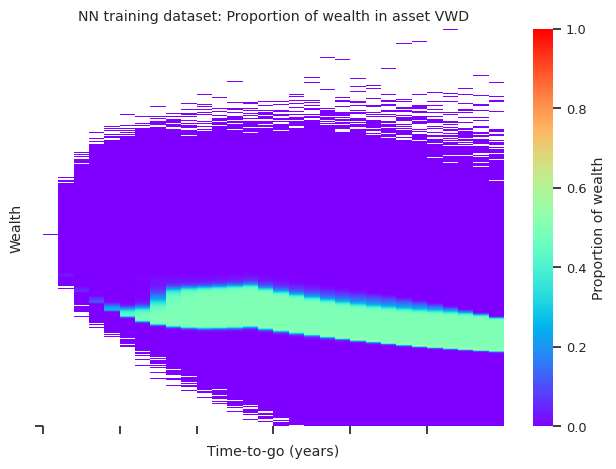 NN training dataset: Proportion of wealth in asset VWD
Wealth
Time-to-go (years)
1.0
0.8
0.6
0.4
0.2
0.0
Proportion of wealth